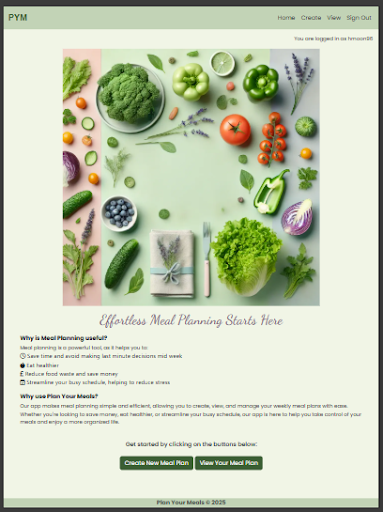 PYM
Home Create View Sign Out
You are logged in as hmoon96
Effortless Meal Planning Starts Here
Why is Meal Planning useful?
Meal planning is a powerful tool, as it helps you to:
Save time and avoid making last minute decisions mid week
Eat healthier
Reduce food waste and save money
Streamline your busy schedule, helping to reduce stress
Why use Plan Your Meals?
Our app makes meal planning simple and efficient, allowing you to create, view, and manage your weekly meal plans with ease.
Whether you're looking to save money, eat healthier, or streamline your busy schedule, our app is here to help you take control of your
meals and enjoy a more organised life.
Get started by clicking on the buttons below:
Create New Meal Plan View Your Meal Plan
Plan Your Meals © 2025